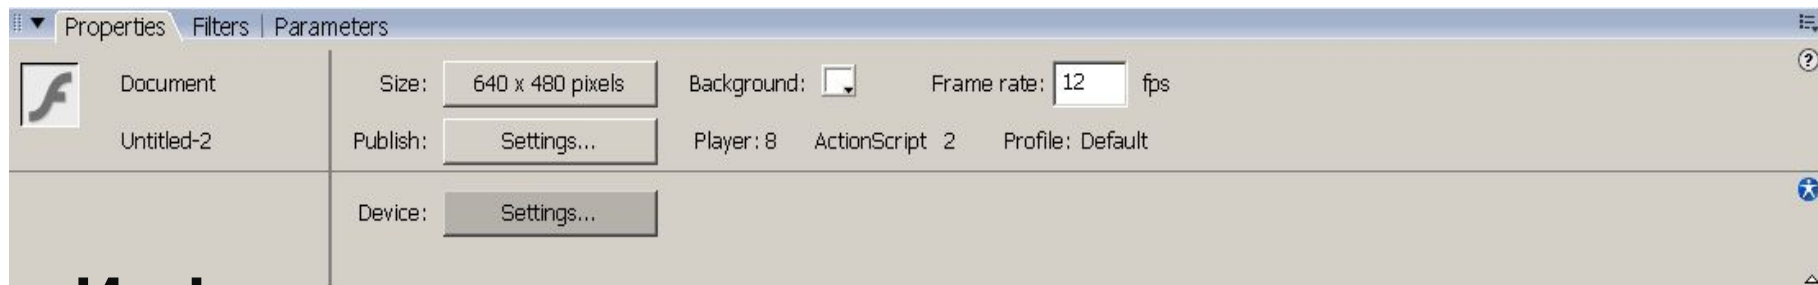 Properties Filters | Parameters
Document Size: 640 x 480 pixels Background: Frame rate: 12 fps
Untitled-2 Publish: Settings... Player: 8 ActionScript 2 Profile: Default
Device: Settings...